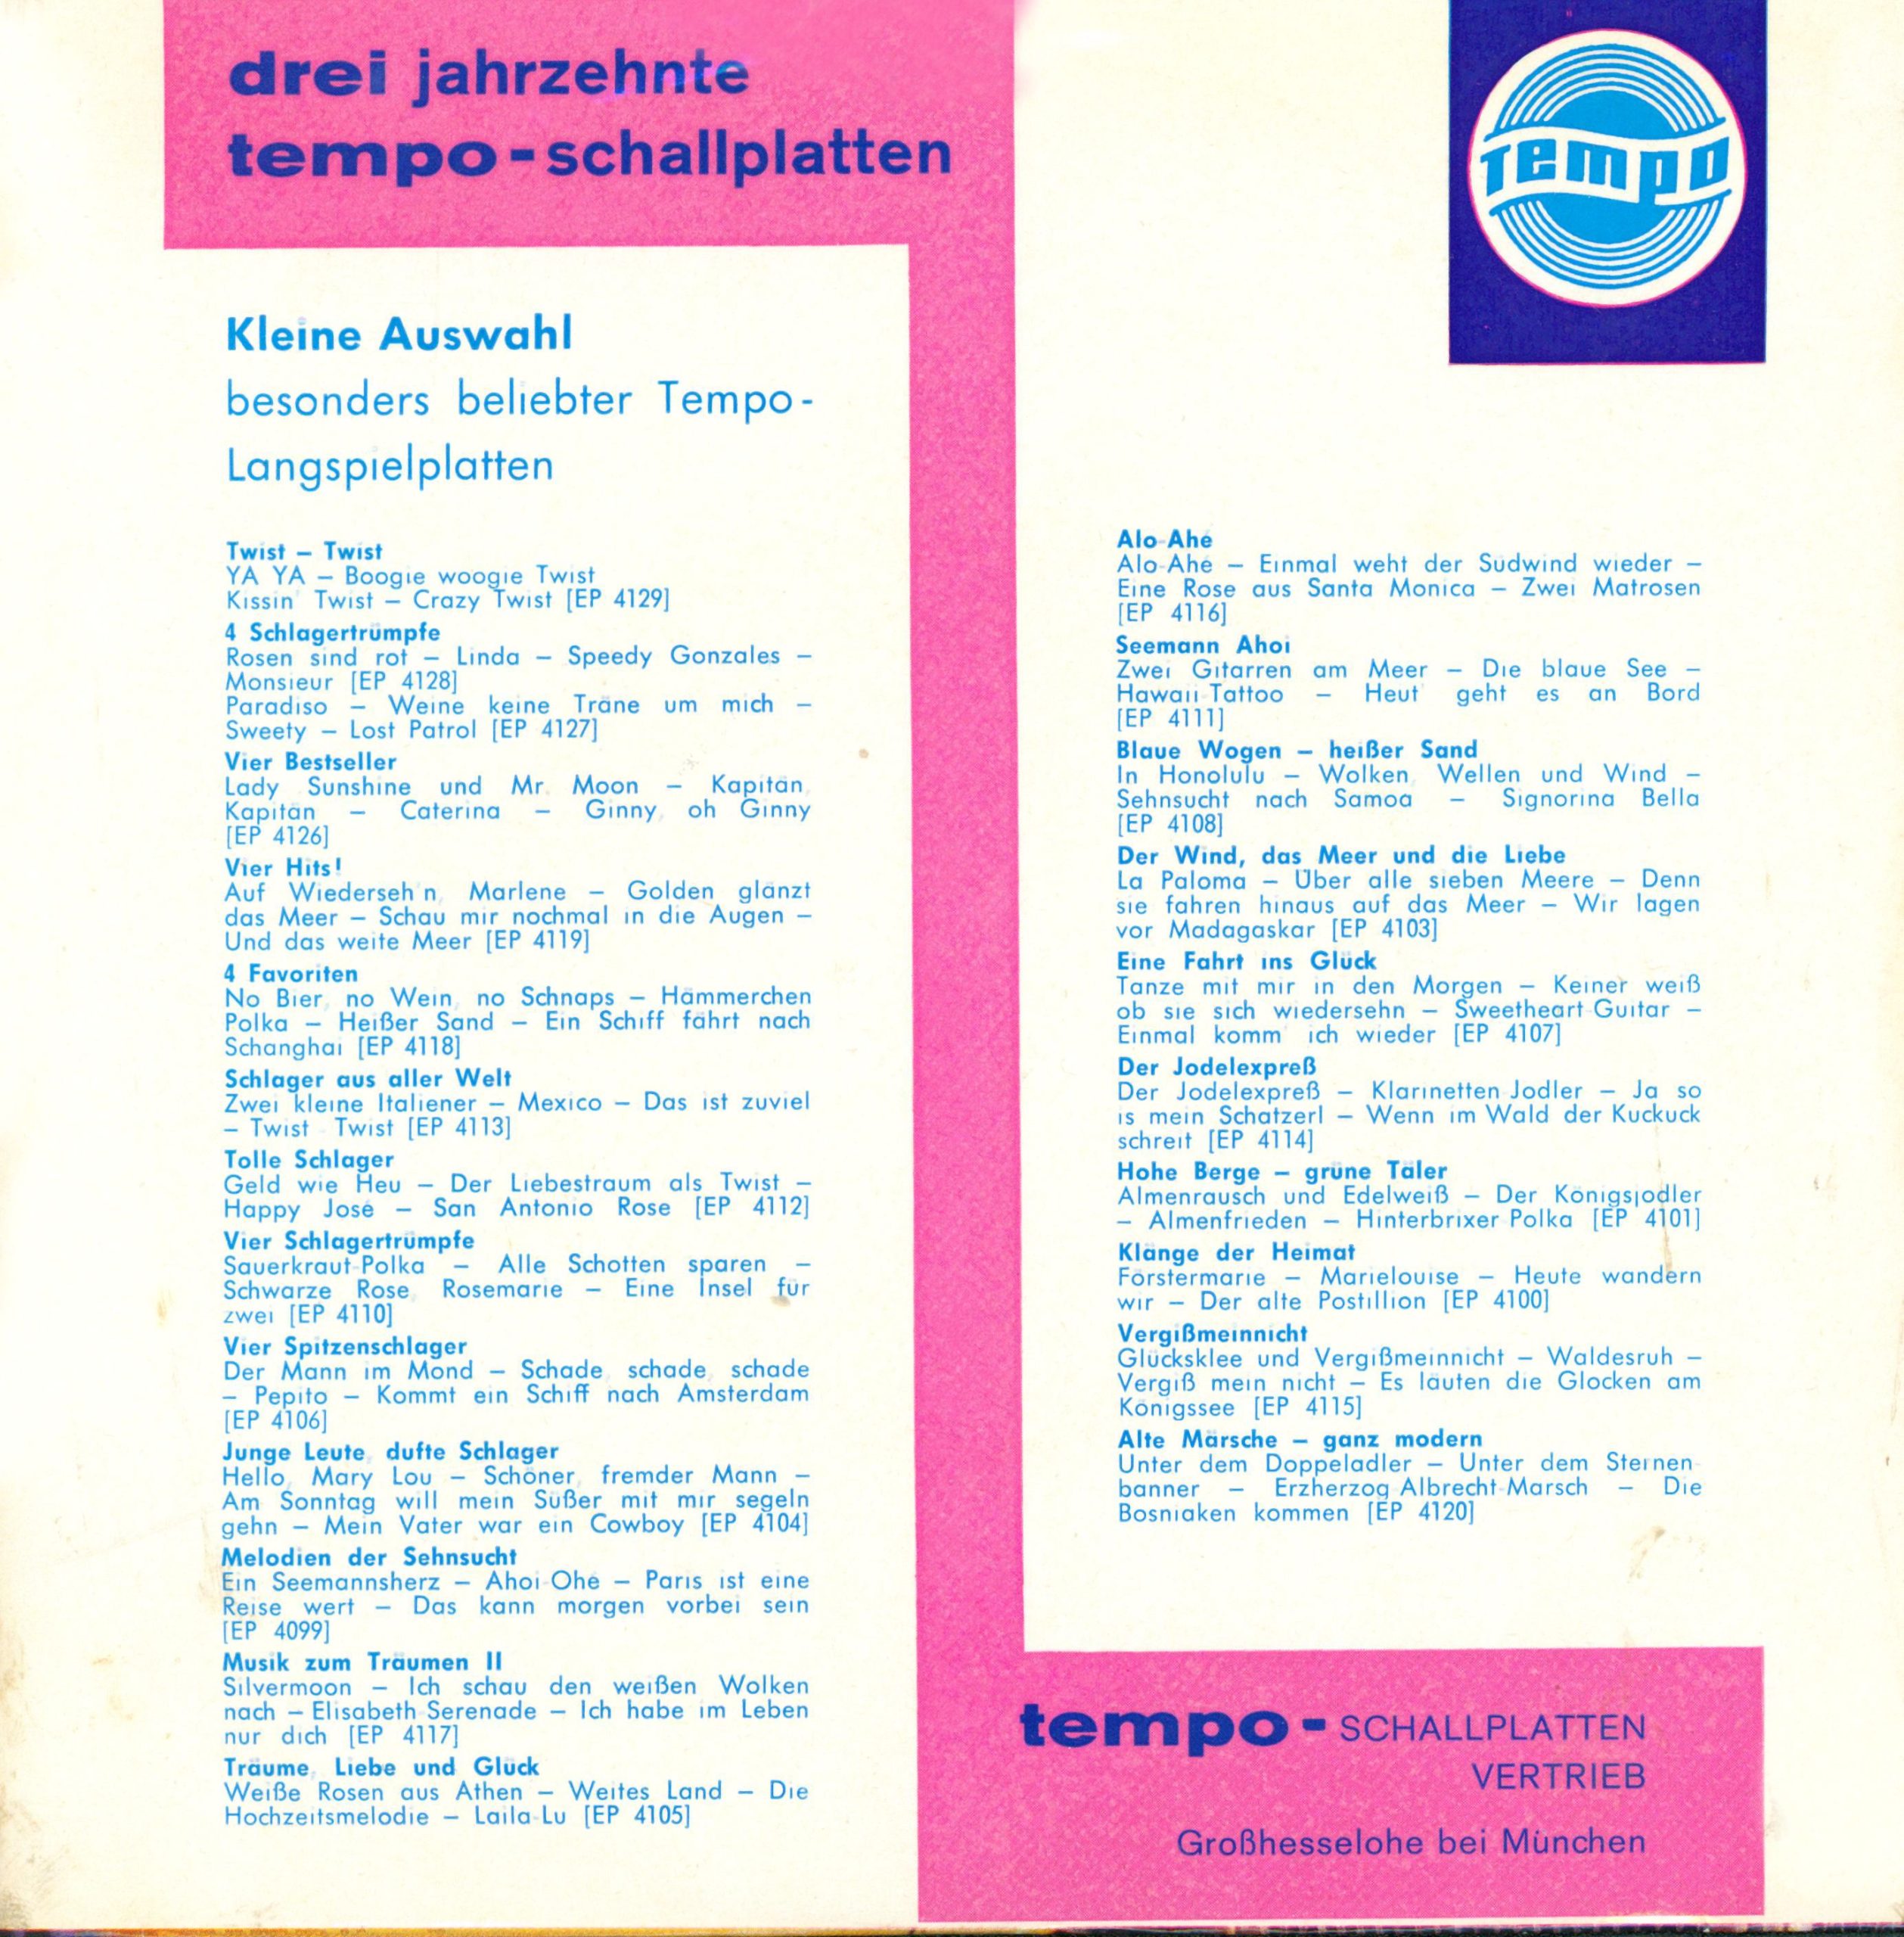 drei jahrzehnte
tempo-schallplatten
Kleine Auswahl
besonders beliebter Tempo-
Langspielplatten
Twist – Twist
YA YA – Boogie woogie Twist
Kissin' Twist – Crazy Twist [EP 4129]
4 Schlagertrümpfe
Rosen sind rot – Linda – Speedy Gonzales –
Monsieur [EP 4128]
Paradiso – Weine keine Träne um mich –
Sweety – Lost Patrol [EP 4127]
Vier Bestseller
Lady Sunshine und Mr. Moon – Kapitän,
Kapitän – Caterina – Ginny, oh Ginny
[EP 4126]
Vier Hits!
Auf Wiederseh'n, Marlene – Golden glänzt
das Meer – Schau mir nochmal in die Augen –
Und das weite Meer [EP 4119]
4 Favoriten
No Bier, no Wein, no Schnaps – Hämmerchen
Polka – Heißer Sand – Ein Schiff fährt nach
Schanghai [EP 4118]
Schlager aus aller Welt
Zwei kleine Italiener – Mexico – Das ist zuviel
– Twist - Twist [EP 4113]
Tolle Schlager
Geld wie Heu – Der Liebestraum als Twist –
Happy José – San Antonio Rose [EP 4112]
Vier Schlagertrümpfe
Sauerkraut-Polka – Alle Schotten sparen –
Schwarze Rose, Rosemarie – Eine Insel für
zwei [EP 4110]
Vier Spitzenschlager
Der Mann im Mond – Schade, schade, schade
– Pepito – Kommt ein Schiff nach Amsterdam
[EP 4106]
Junge Leute, dufte Schlager
Hello, Mary Lou – Schöner, fremder Mann –
Am Sonntag will mein Süßer mit mir segeln
gehn – Mein Vater war ein Cowboy [EP 4104]
Melodien der Sehnsucht
Ein Seemannsherz – Ahoi-Ohé – Paris ist eine
Reise wert – Das kann morgen vorbei sein
[EP 4099]
Musik zum Träumen II
Silvermoon – Ich schau den weißen Wolken
nach – Elisabeth-Serenade – Ich habe im Leben
nur dich [EP 4117]
Träume, Liebe und Glück
Weiße Rosen aus Athen – Weites Land – Die
Hochzeitsmelodie – Laila-Lu [EP 4105]
Tempo
Alo-Ahé
Alo-Ahé – Einmal weht der Südwind wieder –
Eine Rose aus Santa Monica – Zwei Matrosen
[EP 4116]
Seemann Ahoi
Zwei Gitarren am Meer – Die blaue See –
Hawaii-Tattoo – Heut' geht es an Bord
[EP 4111]
Blaue Wogen – heißer Sand
In Honolulu – Wolken, Wellen und Wind –
Sehnsucht nach Samoa – Signorina Bella
[EP 4108]
Der Wind, das Meer und die Liebe
La Paloma – Über alle sieben Meere – Denn
sie fahren hinaus auf das Meer – Wir lagen
vor Madagaskar [EP 4103]
Eine Fahrt ins Glück
Tanze mit mir in den Morgen – Keiner weiß
ob sie sich wiedersehn – Sweetheart-Guitar –
Einmal komm' ich wieder [EP 4107]
Der Jodelexpreß
Der Jodelexpreß – Klarinetten-Jodler – Ja so
is mein Schatzerl – Wenn im Wald der Kuckuck
schreit [EP 4114]
Hohe Berge – grüne Täler
Almenrausch und Edelweiß – Der Königsjodler
– Almenfrieden – Hinterbrixer-Polka [EP 4101]
Klänge der Heimat
Förstermarie – Marielouise – Heute wandern
wir – Der alte Postillion [EP 4100]
Vergißmeinnicht
Glücksklee und Vergißmeinnicht – Waldesruh –
Vergiß mein nicht – Es läuten die Glocken am
Königssee [EP 4115]
Alte Märsche – ganz modern
Unter dem Doppeladler – Unter dem Sternen-
banner – Erzherzog-Albrecht-Marsch – Die
Bosniaken kommen [EP 4120]
tempo-SCHALLPLATTEN
VERTRIEB
Großhesselohe bei München